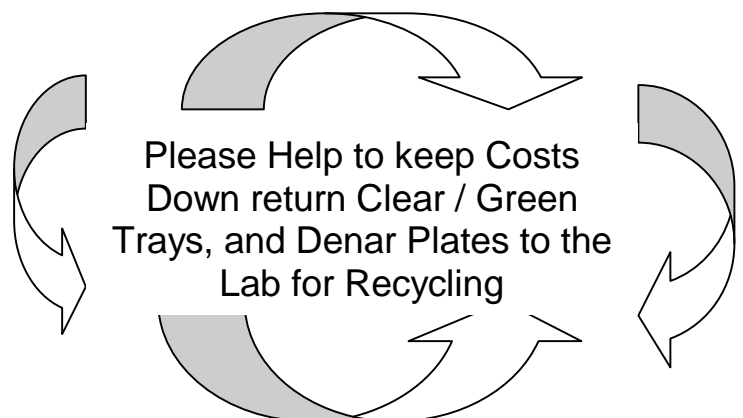 Please Help to keep Costs
Down return Clear / Green
Trays, and Denar Plates to the
Lab for Recycling